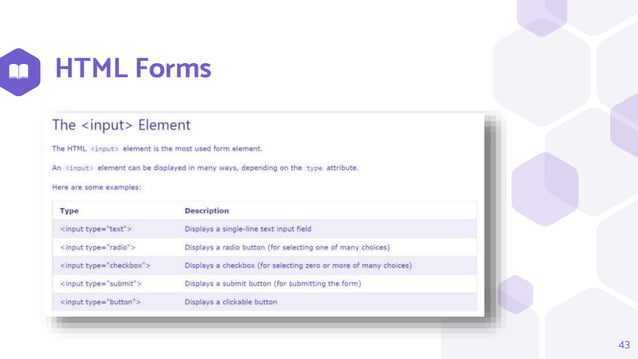 HTML Forms
The <input> Element
The HTML <input> element is the most used form element.
An <input> element can be displayed in many ways, depending on the type attribute.
Here are some examples:
Type Description
<input type="text"> Displays a single-line text input field
<input type="radio"> Displays a radio button (for selecting one of many choices)
<input type="checkbox"> Displays a checkbox (for selecting zero or more of many choices)
<input type="submit"> Displays a submit button (for submitting the form)
<input type="button"> Displays a clickable button
43